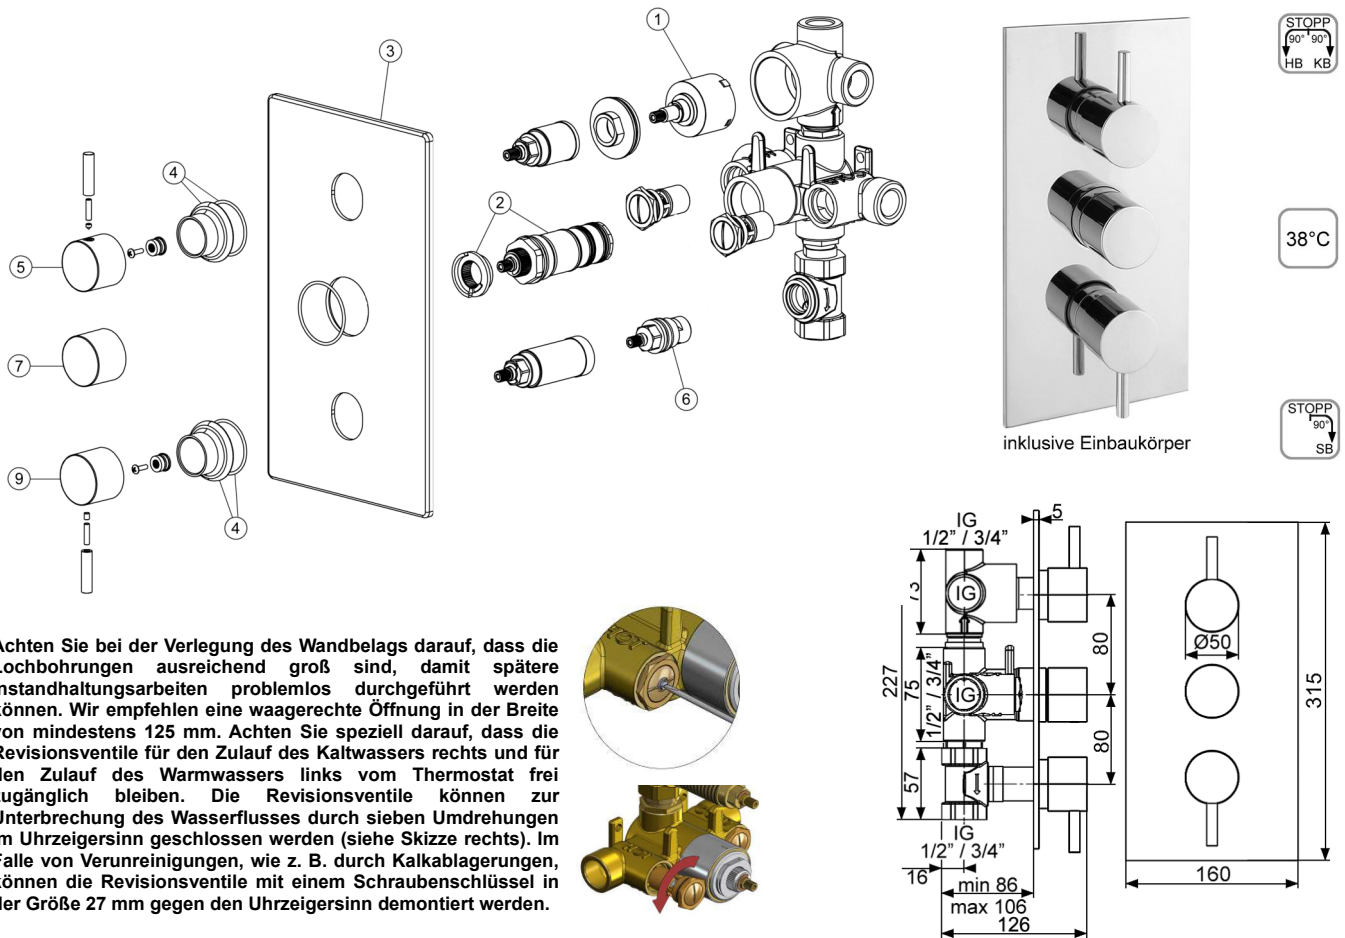 1
3
STOPP
90° 90°
HB KB
4
2
5
38°C
7
6
STOPP
90°
SB
inklusive Einbaukörper
9
4
IG
1/2” / 3/4”
5
73
IG
80
Ø50
227
75
1/2” / 3/4”
IG
315
80
57
IG
1/2” / 3/4”
16
min 86
max 106
126
160
Achten Sie bei der Verlegung des Wandbelags darauf, dass die
Lochbohrungen ausreichend groß sind, damit spätere
Instandhaltungsarbeiten problemlos durchgeführt werden
können. Wir empfehlen eine waagerechte Öffnung in der Breite
von mindestens 125 mm. Achten Sie speziell darauf, dass die
Revisionsventile für den Zulauf des Kaltwassers rechts und für
den Zulauf des Warmwassers links vom Thermostat frei
zugänglich bleiben. Die Revisionsventile können zur
Unterbrechung des Wasserflusses durch sieben Umdrehungen
im Uhrzeigersinn geschlossen werden (siehe Skizze rechts). Im
Falle von Verunreinigungen, wie z. B. durch Kalkablagerungen,
können die Revisionsventile mit einem Schraubenschlüssel in
der Größe 27 mm gegen den Uhrzeigersinn demontiert werden.
HOT